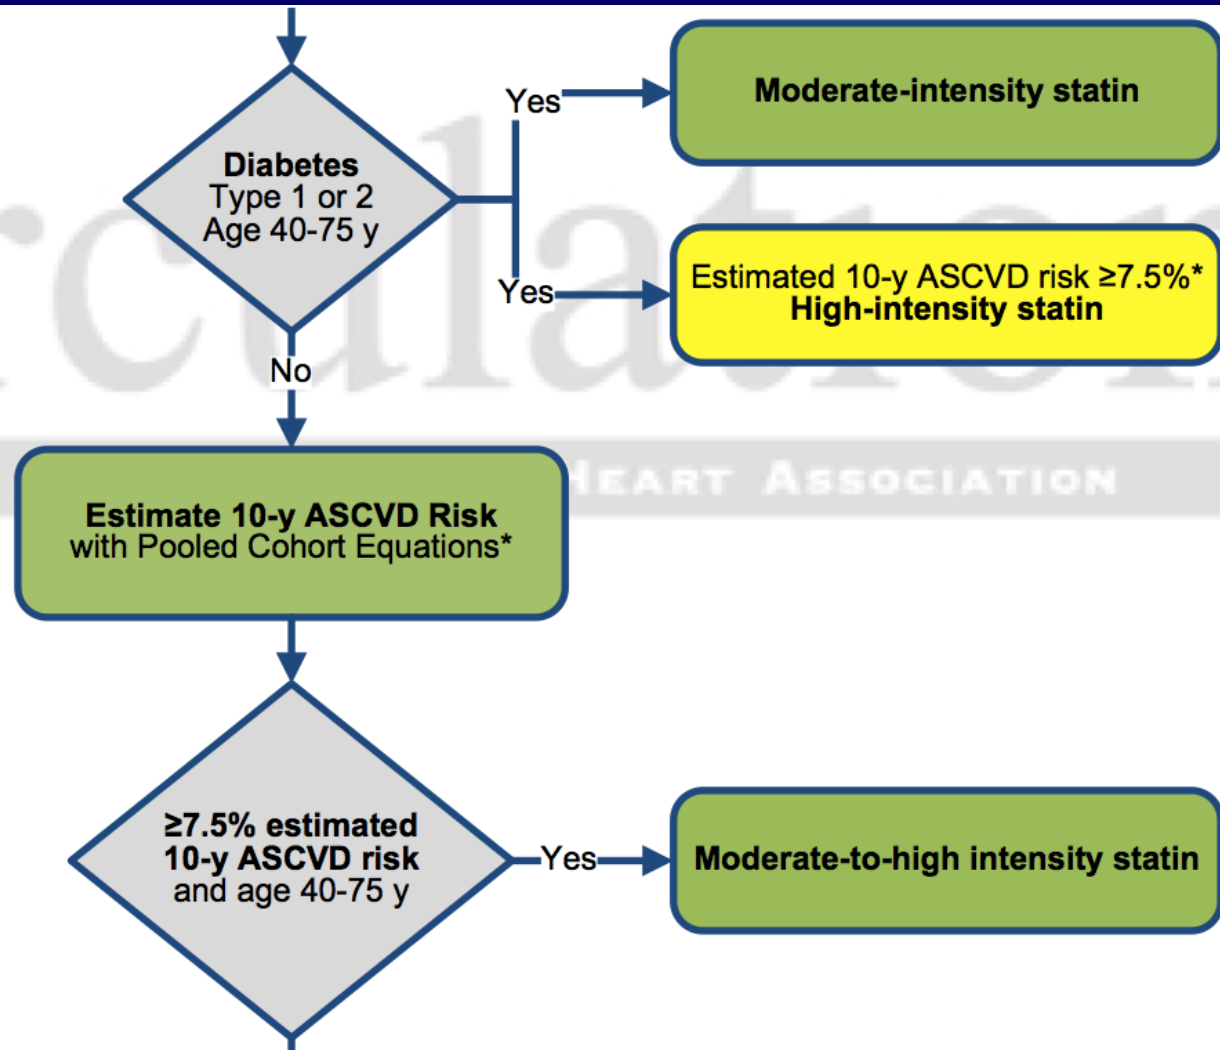 Yes
Moderate-intensity statin
Diabetes
Type 1 or 2
Age 40-75 y
Yes
Estimated 10-y ASCVD risk ≥7.5%*
High-intensity statin
No
HEART ASSOCIATION
Estimate 10-y ASCVD Risk
with Pooled Cohort Equations*
≥7.5% estimated
10-y ASCVD risk
and age 40-75 y
Yes
Moderate-to-high intensity statin